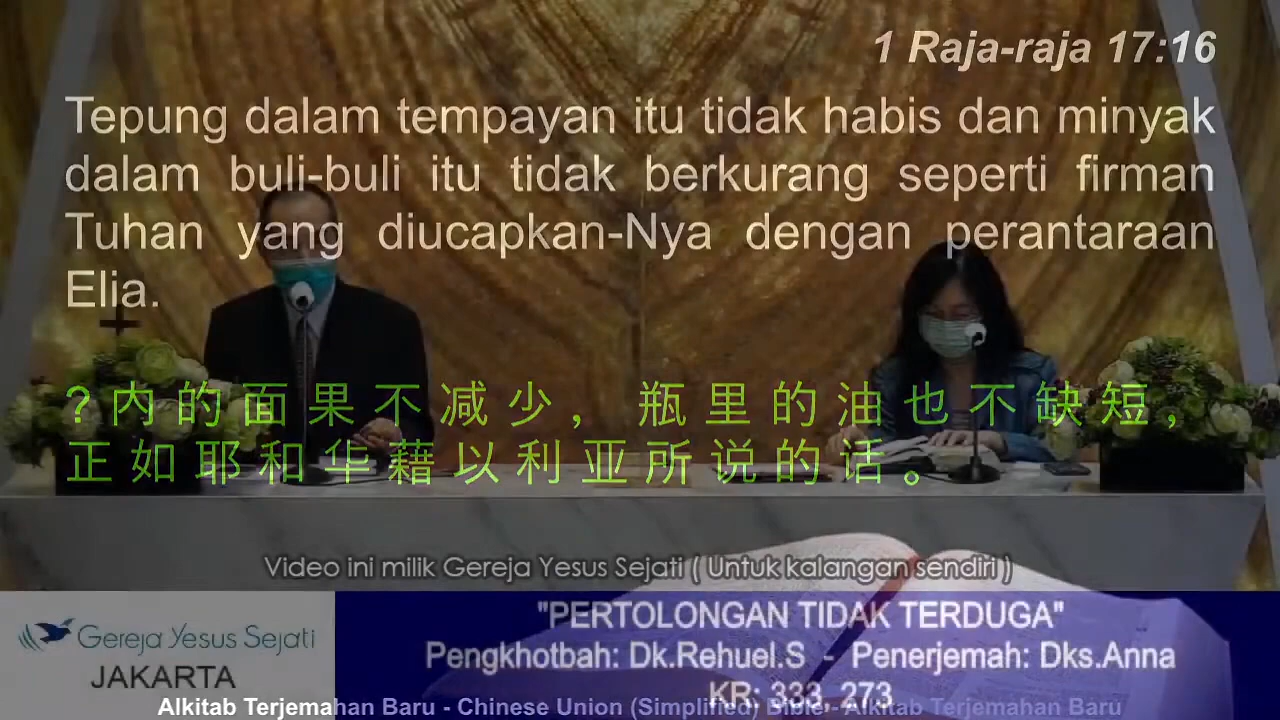 1 Raja-raja 17:16
Tepung dalam tempayan itu tidak habis dan minyak
dalam buli-buli itu tidak berkurang seperti firman
Tuhan yang diucapkan-Nya dengan perantaraan
Elia.
?内的面果不减少，瓶里的油也不缺短，
正如耶和华藉以利亚所说的话。
Video ini milik Gereja Yesus Sejati ( Untuk kalangan sendiri )
Gereja Yesus Sejati
JAKARTA
"PERTOLONGAN TIDAK TERDUGA"
Pengkhotbah: Dk.Rehuel.S - Penerjemah: Dks.Anna
KR: 333, 273
Alkitab Terjemahan Baru - Chinese Union (Simplified) Bible - Alkitab Terjemahan Baru